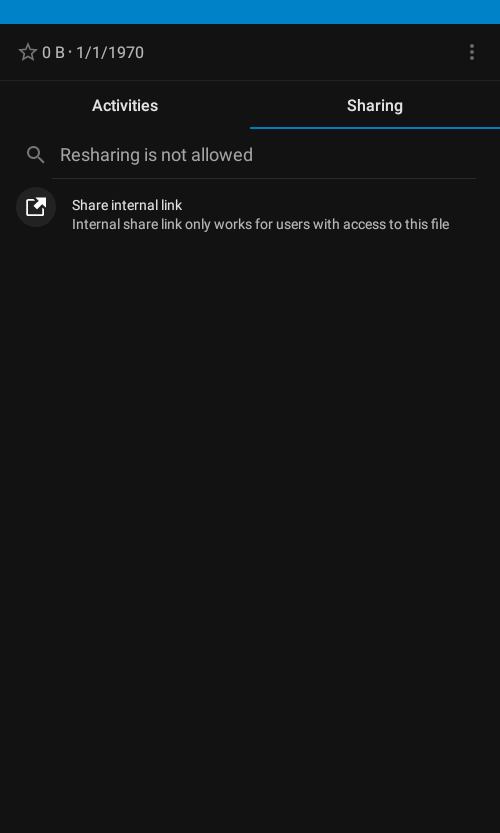 0 B · 1/1/1970
Activities
Sharing
Resharing is not allowed
Share internal link
Internal share link only works for users with access to this file